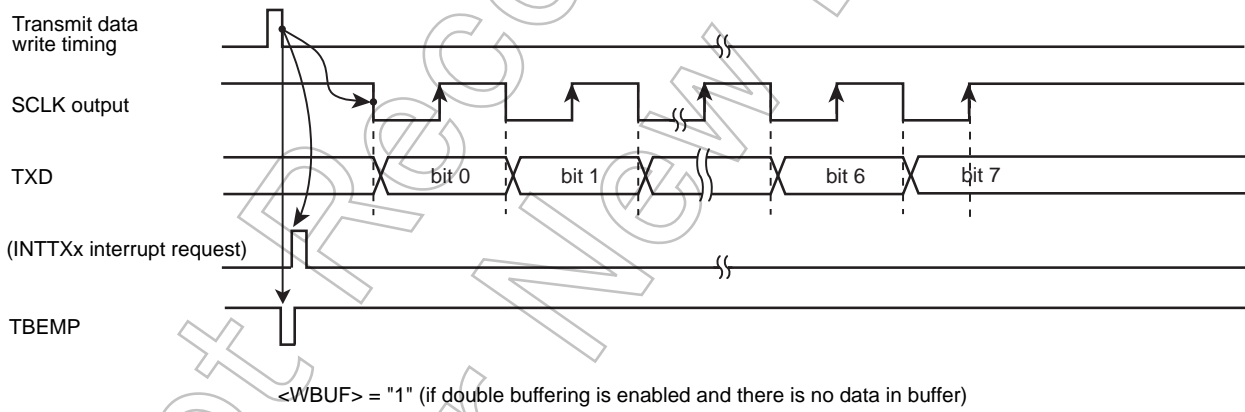 Transmit data
write timing
SCLK output
TXD
bit 0
bit 1
bit 6
bit 7
(INTTXx interrupt request)
TBEMP
<WBUF> = "1" (if double buffering is enabled and there is no data in buffer)